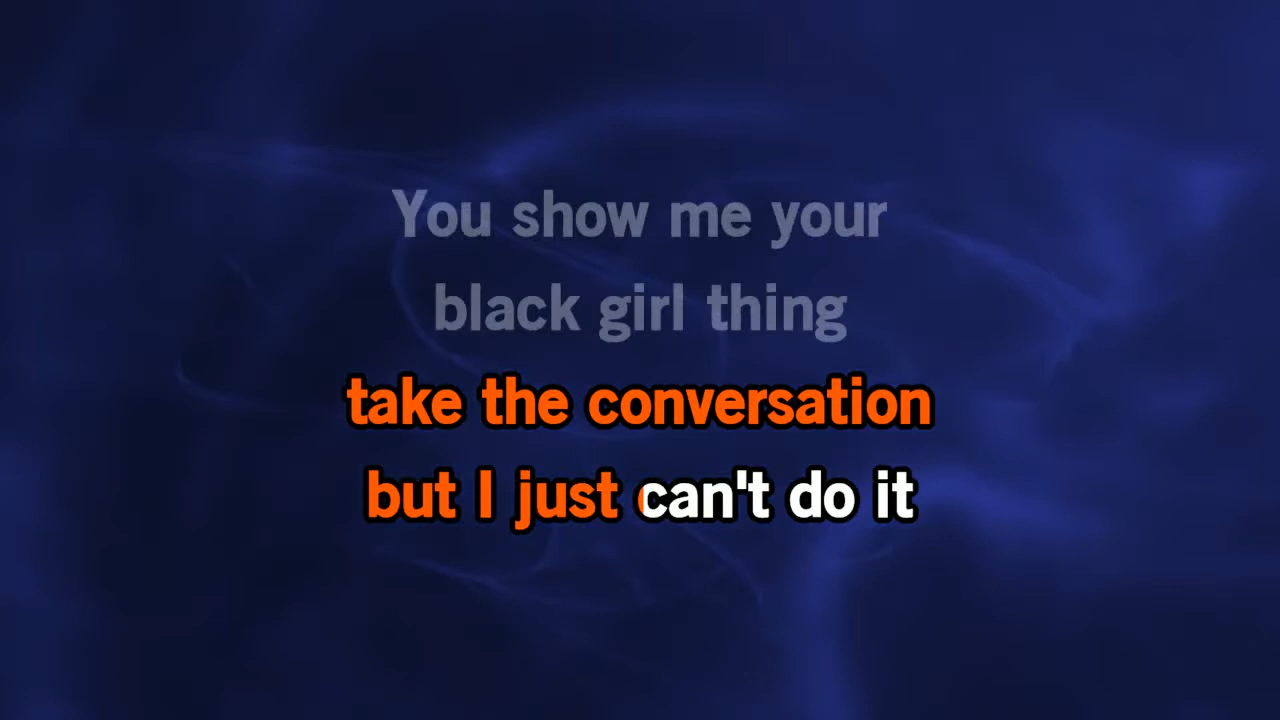 You show me your
black girl thing
take the conversation
but I just can't do it